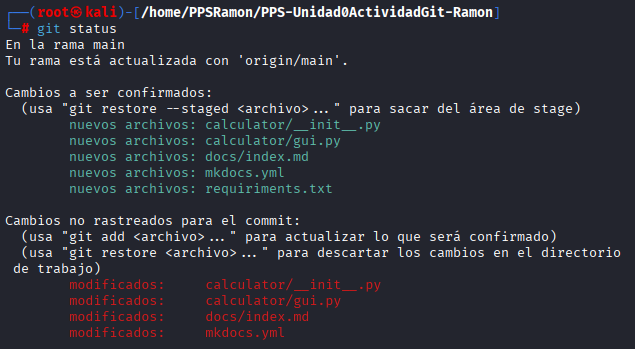 ┌──(root㉿kali)-[/home/PPSRamon/PPS-Unidad0ActividadGit-Ramon]
└─# git status
En la rama main
Tu rama está actualizada con 'origin/main'.

Cambios a ser confirmados:
  (usa "git restore --staged <archivo>..." para sacar del área de stage)
        nuevos archivos: calculator/__init__.py
        nuevos archivos: calculator/gui.py
        nuevos archivos: docs/index.md
        nuevos archivos: mkdocs.yml
        nuevos archivos: requiriments.txt

Cambios no rastreados para el commit:
  (usa "git add <archivo>..." para actualizar lo que será confirmado)
  (usa "git restore <archivo>..." para descartar los cambios en el directorio
 de trabajo)
        modificados:     calculator/__init__.py
        modificados:     calculator/gui.py
        modificados:     docs/index.md
        modificados:     mkdocs.yml